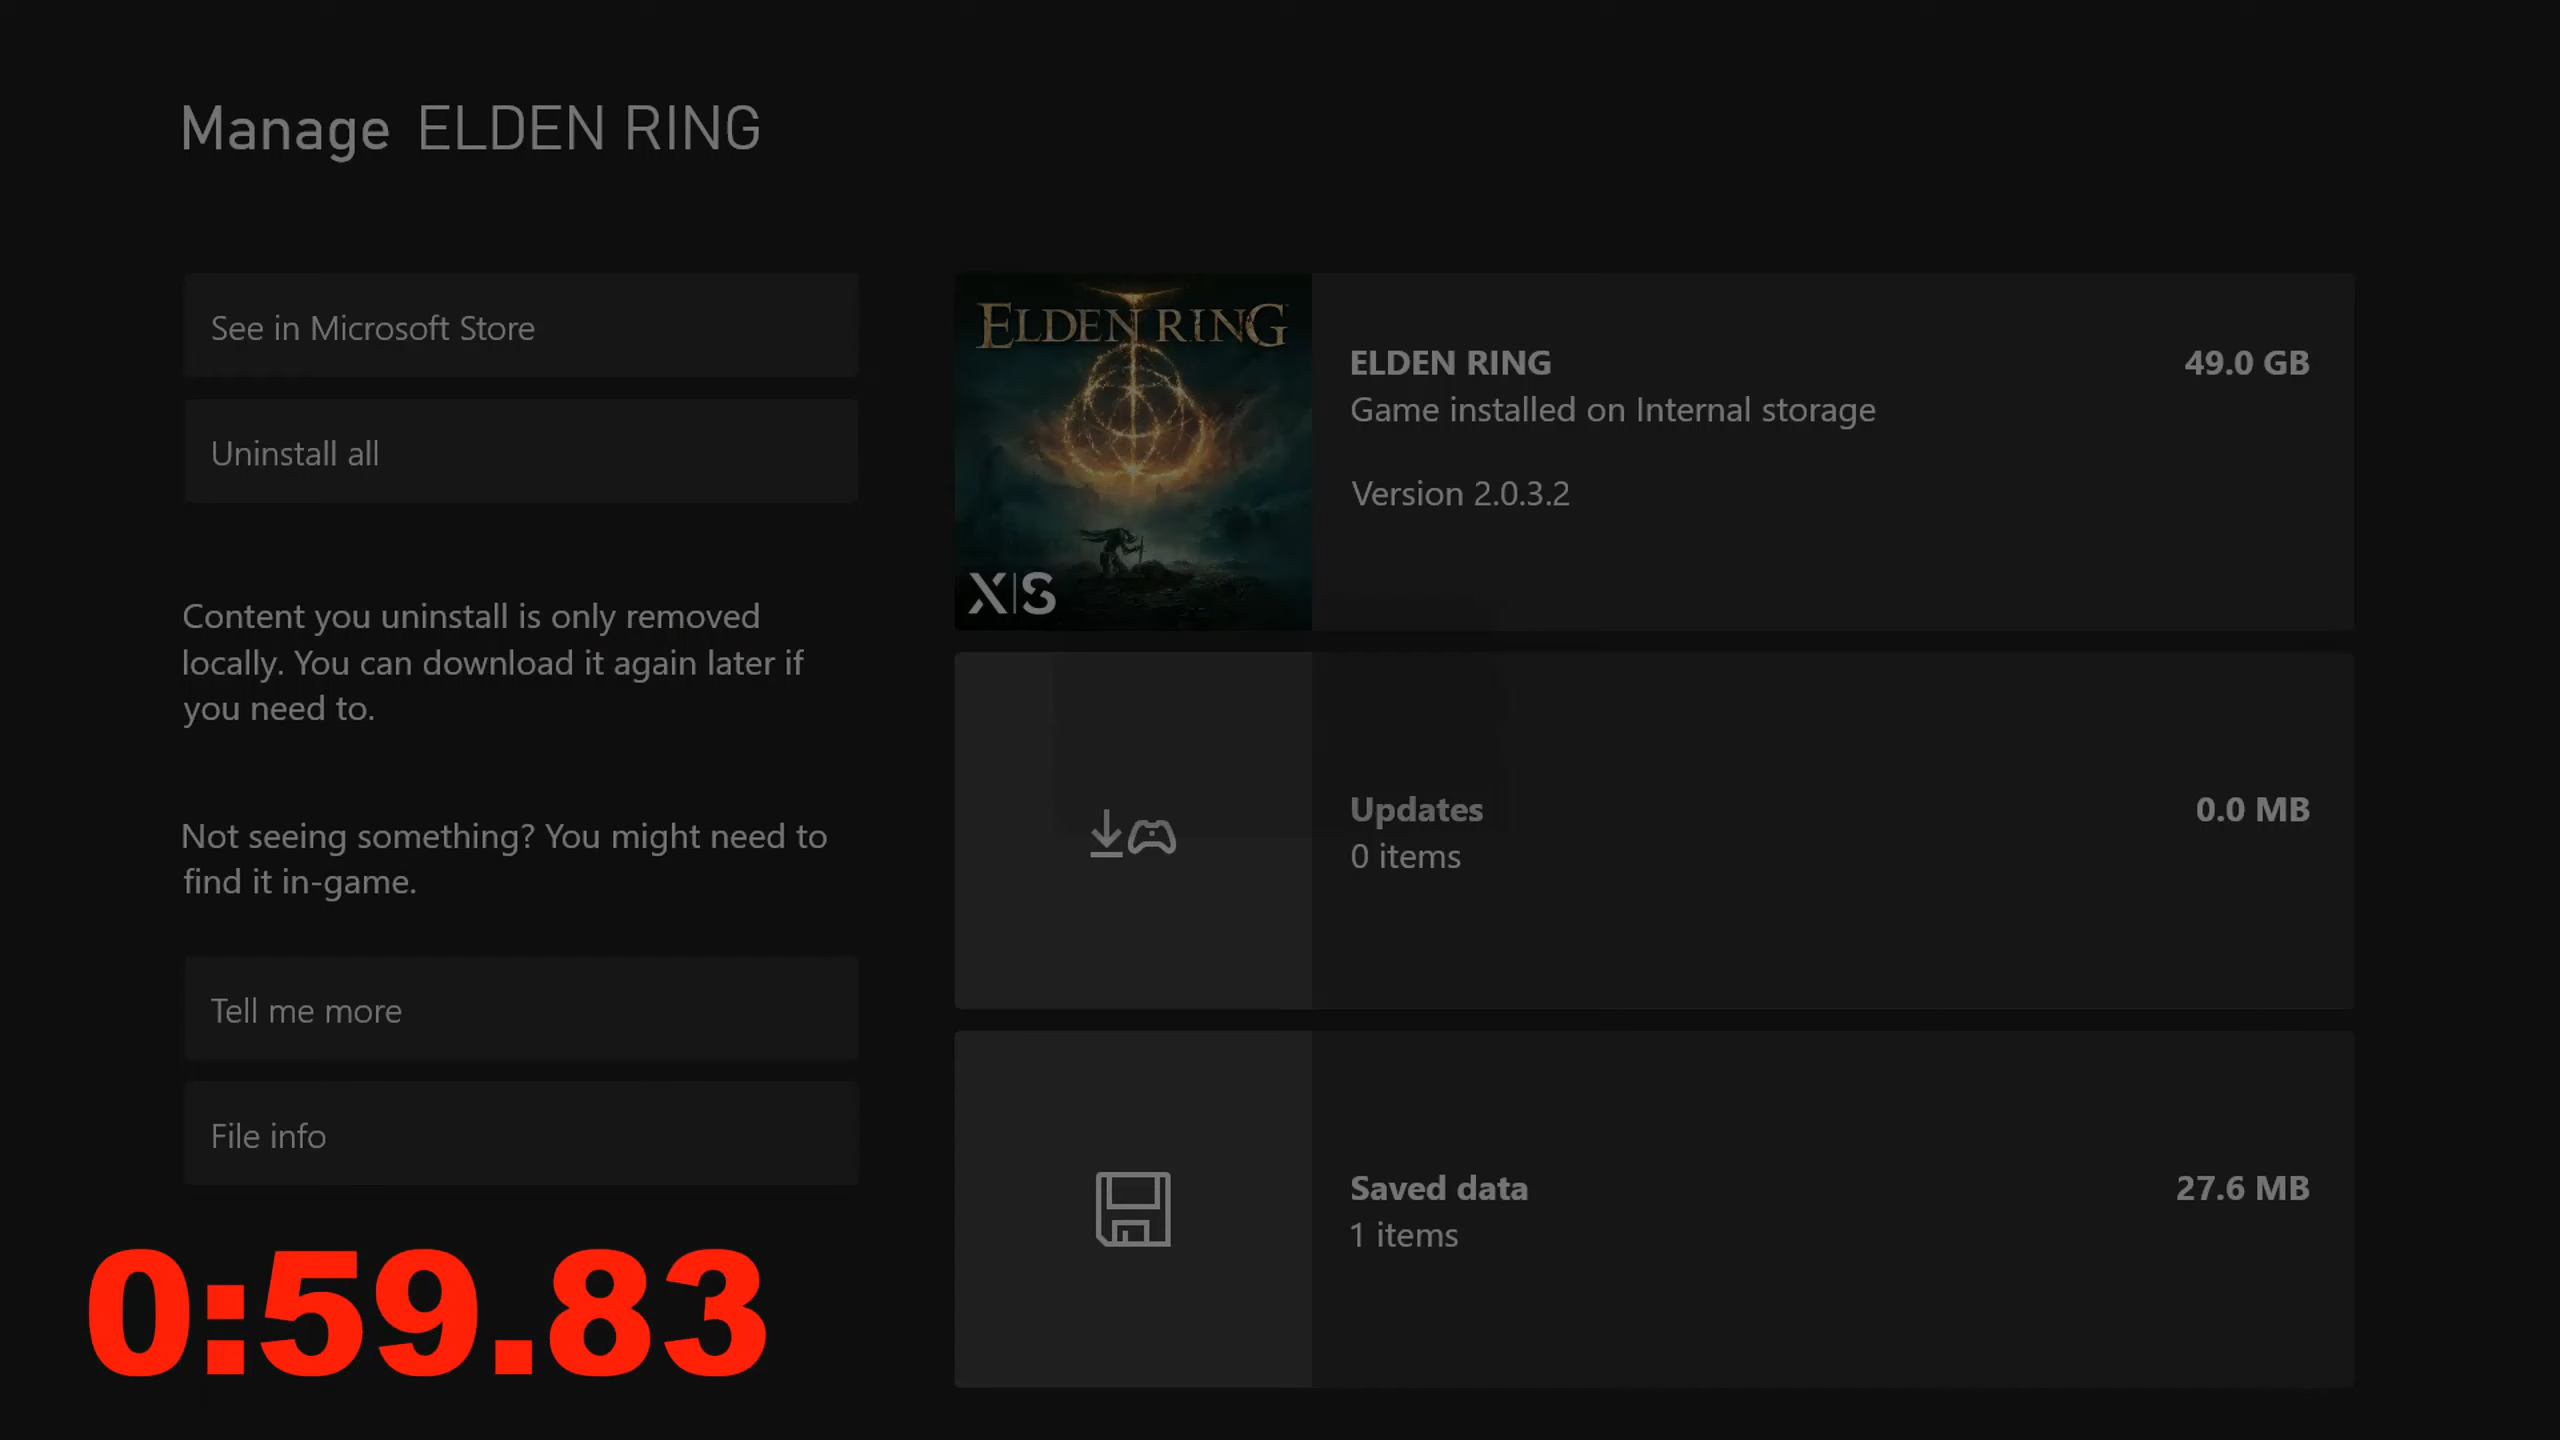 Manage ELDEN RING
See in Microsoft Store
Uninstall all
Content you uninstall is only removed
locally. You can download it again later if
you need to.
Not seeing something? You might need to
find it in-game.
Tell me more
File info
0:59.83
ELDEN RING
X|S
ELDEN RING 49.0 GB
Game installed on Internal storage
Version 2.0.3.2
Updates 0.0 MB
0 items
Saved data 27.6 MB
1 items